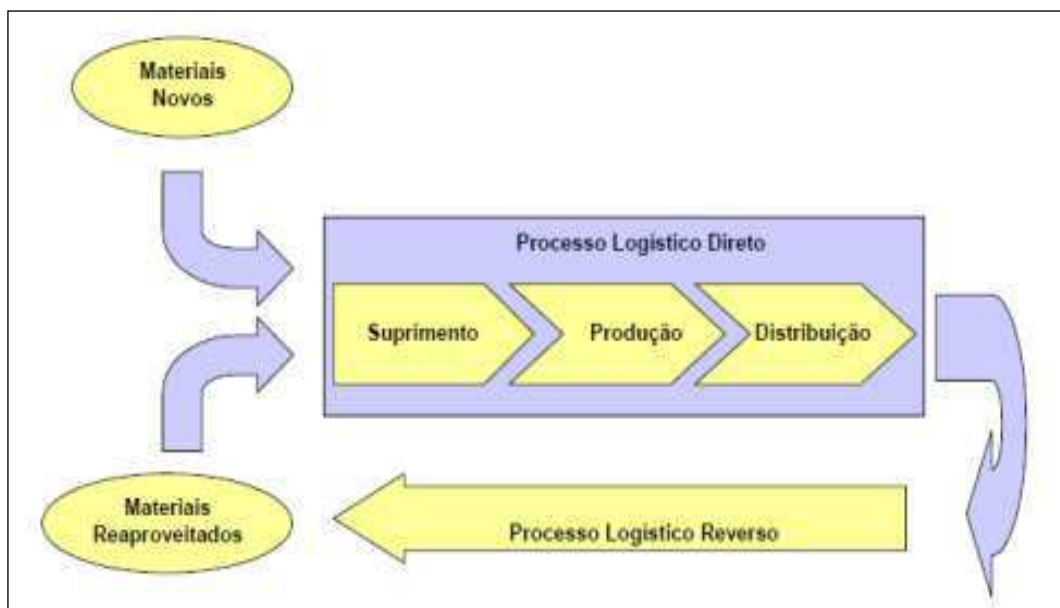 Materiais
Novos
Processo Logístico Direto
Suprimento
Produção
Distribuição
Materiais
Reaproveitados
Processo Logístico Reverso